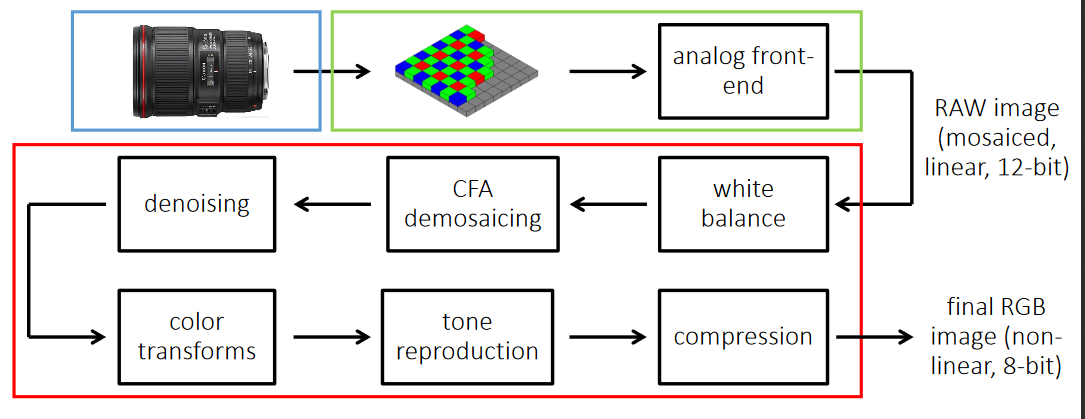 analog front-
end
RAW image
(mosaiced,
linear, 12-bit)
denoising
CFA
demosaicing
white
balance
color
transforms
tone
reproduction
compression
final RGB
image (non-
linear, 8-bit)